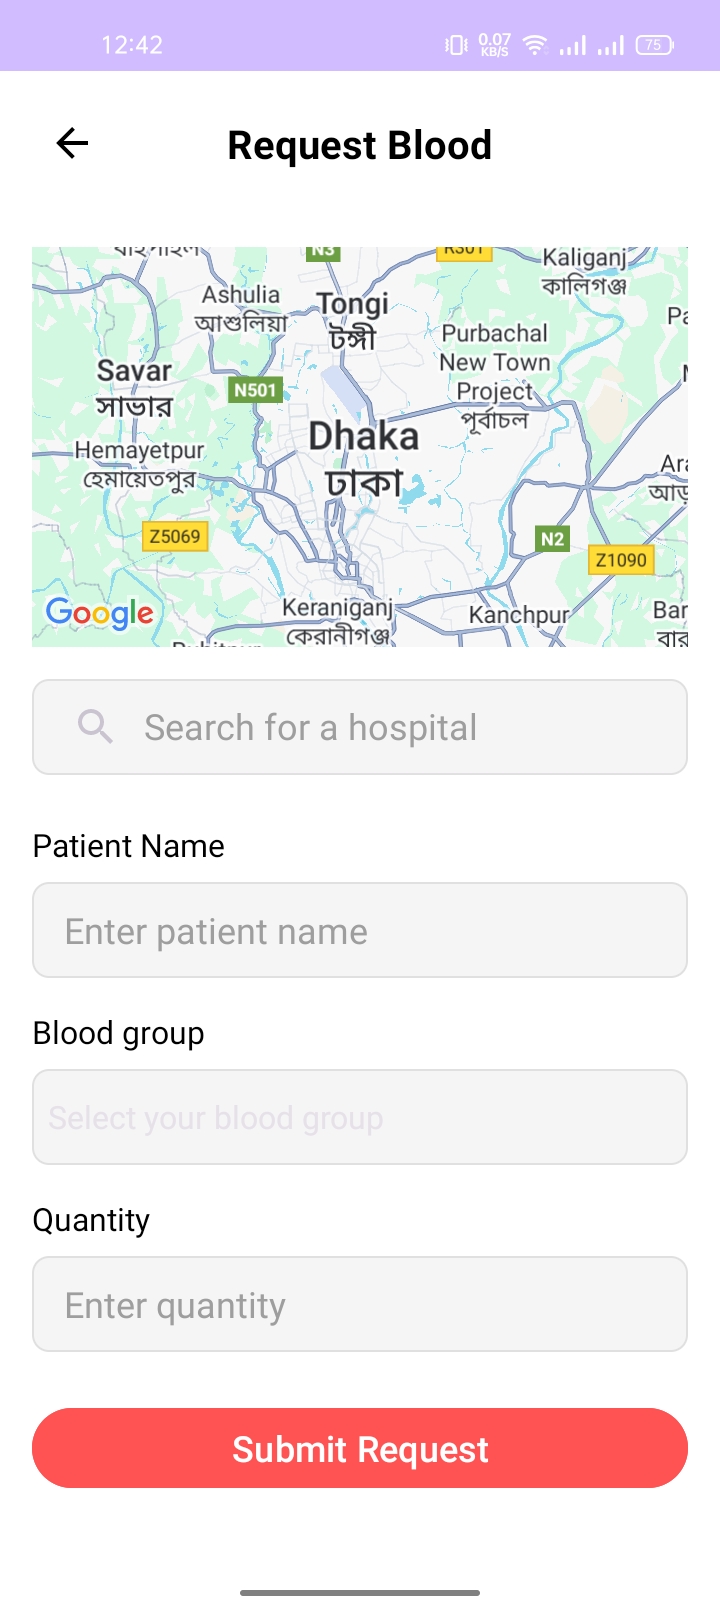 12:42
0.07
KB/S
75
Request Blood
N3
R301
Kaliganj
কালিগঞ্জ
Ashulia
আশুলিয়া
Tongi
টঙ্গী
Purbachal
New Town
Project
পূর্বাচল
Savar
সাভার
N501
Dhaka
ঢাকা
Hemayetpur
হেমায়েতপুর
Z5069
N2
Z1090
Google
Keraniganj
কেরানীগঞ্জ
Kanchpur
Search for a hospital
Patient Name
Enter patient name
Blood group
Select your blood group
Quantity
Enter quantity
Submit Request